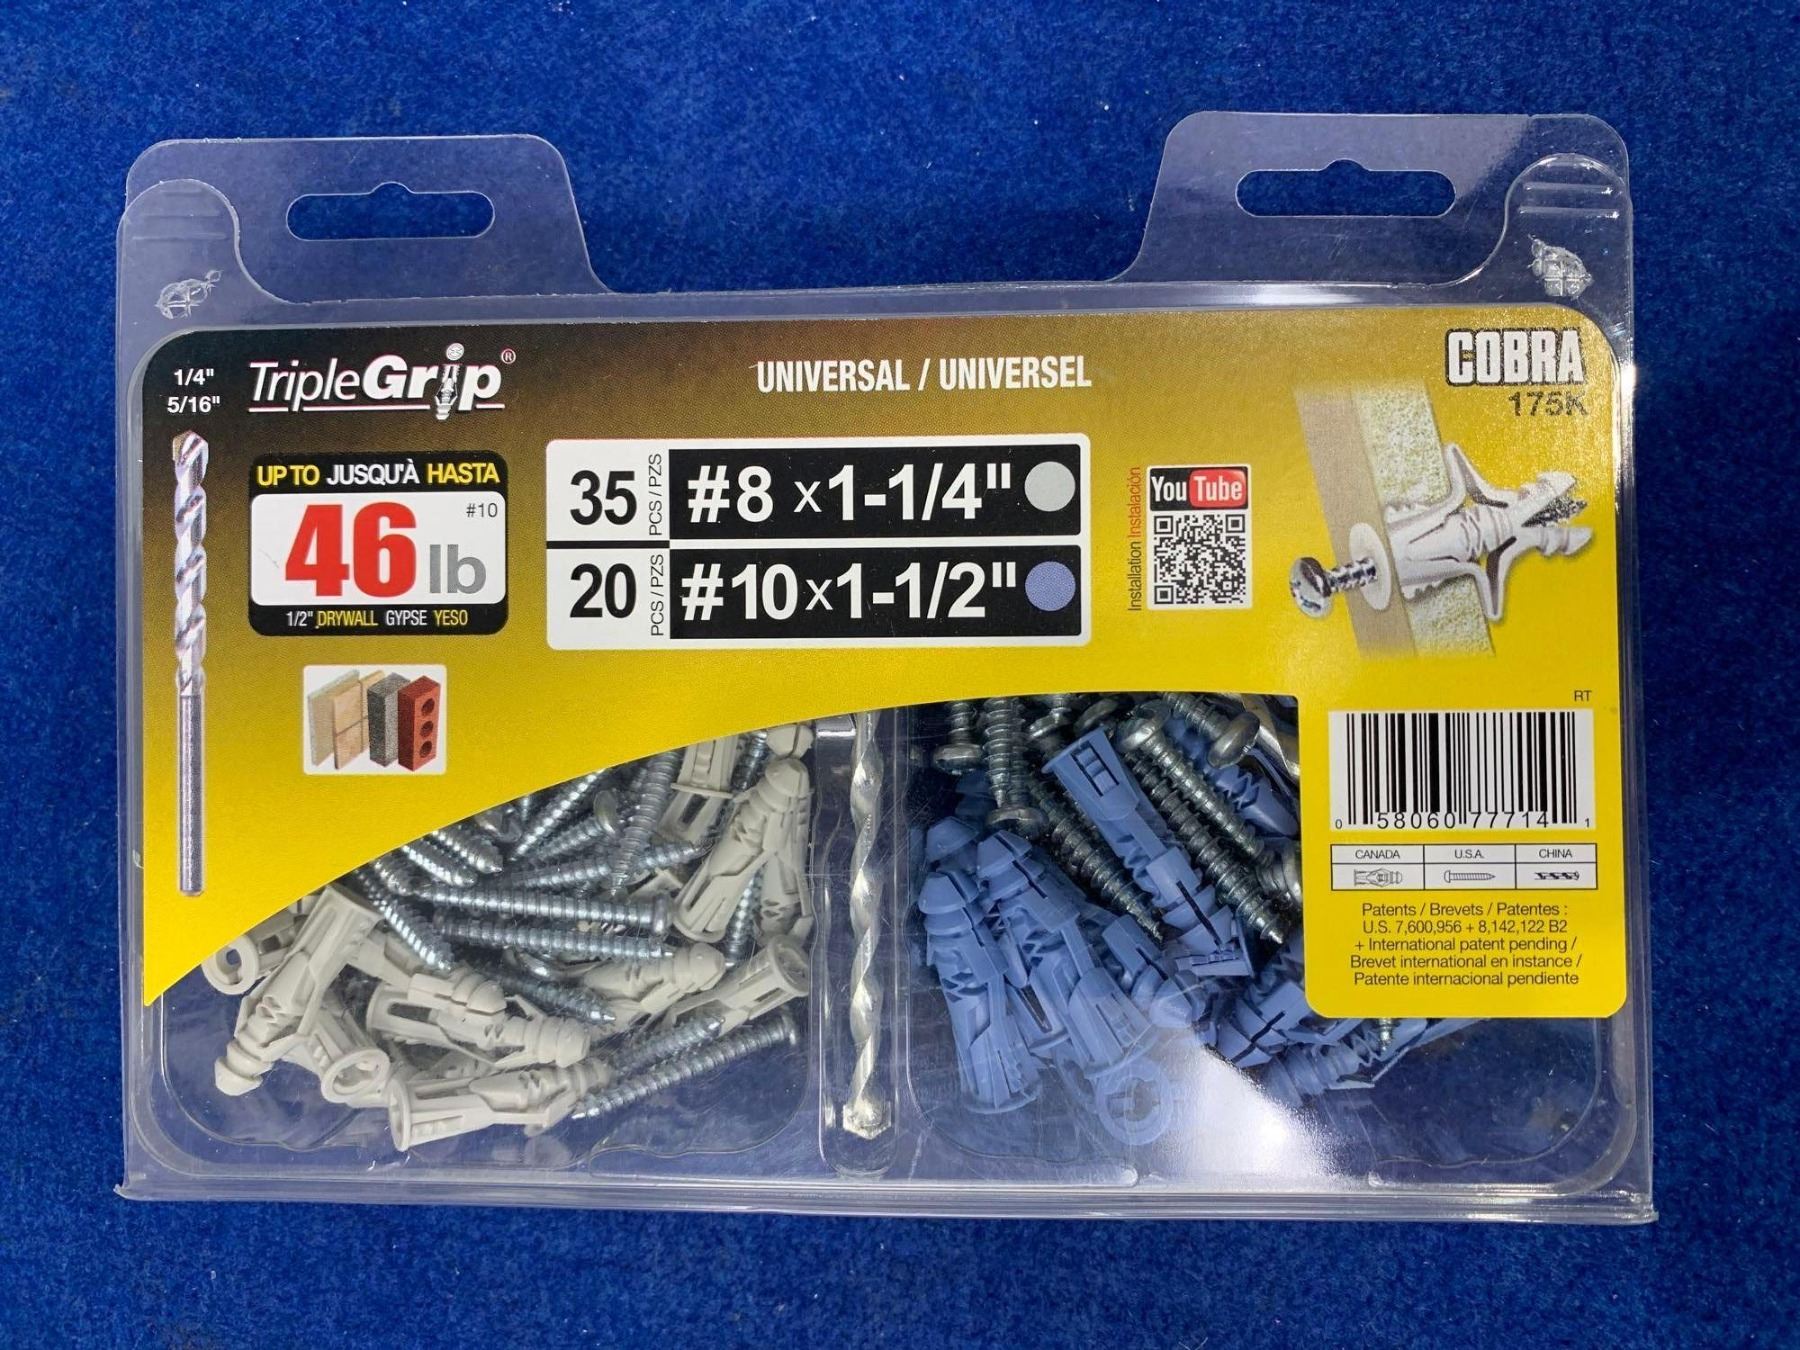 1/4"
5/16"
TripleGrip®
UNIVERSAL / UNIVERSEL
COBRA
175K
UP TO JUSQU'À HASTA
46 lb
#10
1/2" DRYWALL GYPSE YESO
35 PCS / PZS #8 x 1-1/4"
20 PCS / PZS #10 x 1-1/2"
Installation Instalación
YouTube
RT
0 58060 77714 1
CANADA U.S.A. CHINA
Patents / Brevets / Patentes :
U.S. 7,600,956 + 8,142,122 B2
+ International patent pending /
Brevet international en instance /
Patente internacional pendiente